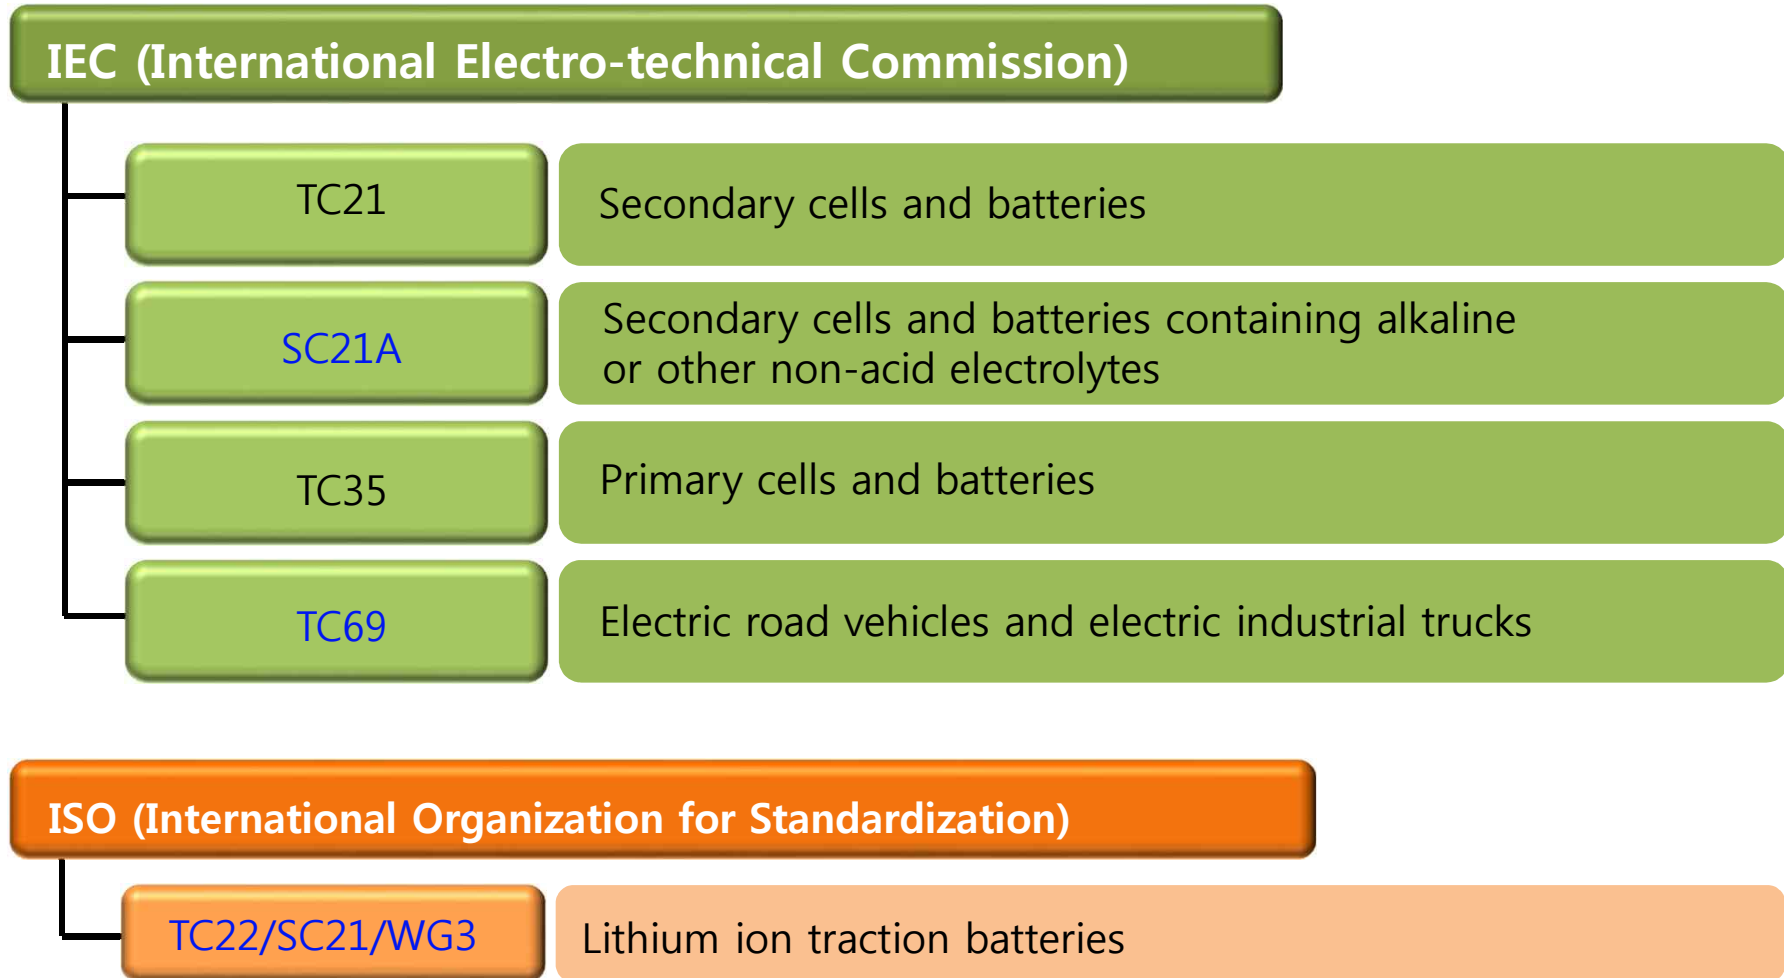 IEC (International Electro-technical Commission)
TC21
Secondary cells and batteries
SC21A
Secondary cells and batteries containing alkaline
or other non-acid electrolytes
TC35
Primary cells and batteries
TC69
Electric road vehicles and electric industrial trucks
ISO (International Organization for Standardization)
TC22/SC21/WG3
Lithium ion traction batteries